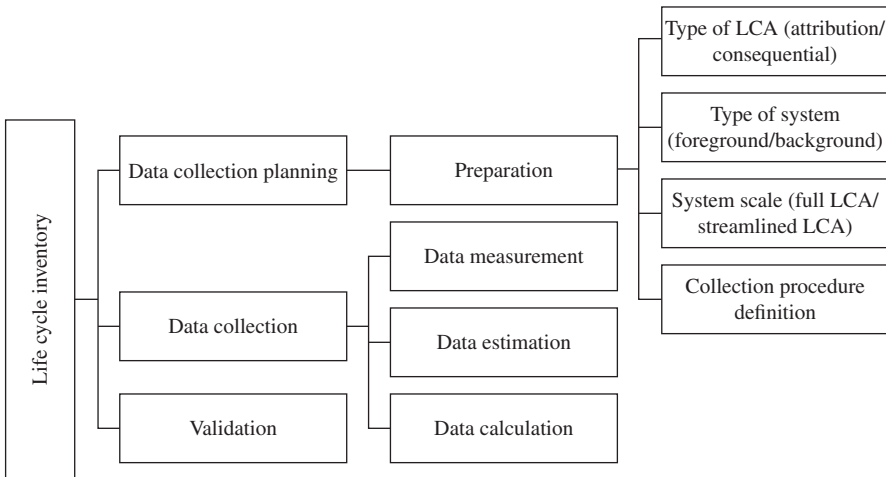 Life cycle inventory
Data collection planning
Preparation
Type of LCA (attribution/
consequential)
Type of system
(foreground/background)
System scale (full LCA/
streamlined LCA)
Collection procedure
definition
Data collection
Data measurement
Data estimation
Data calculation
Validation